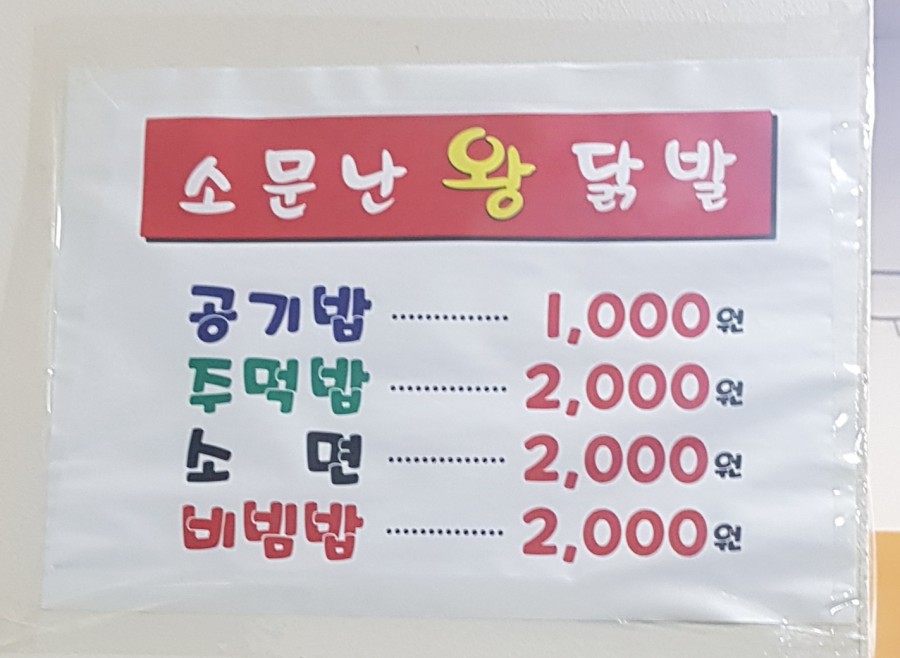 소문난 왕 닭발
공기밥 ............... 1,000원
주먹밥 ............... 2,000원
소 면 ............... 2,000원
비빔밥 ............... 2,000원